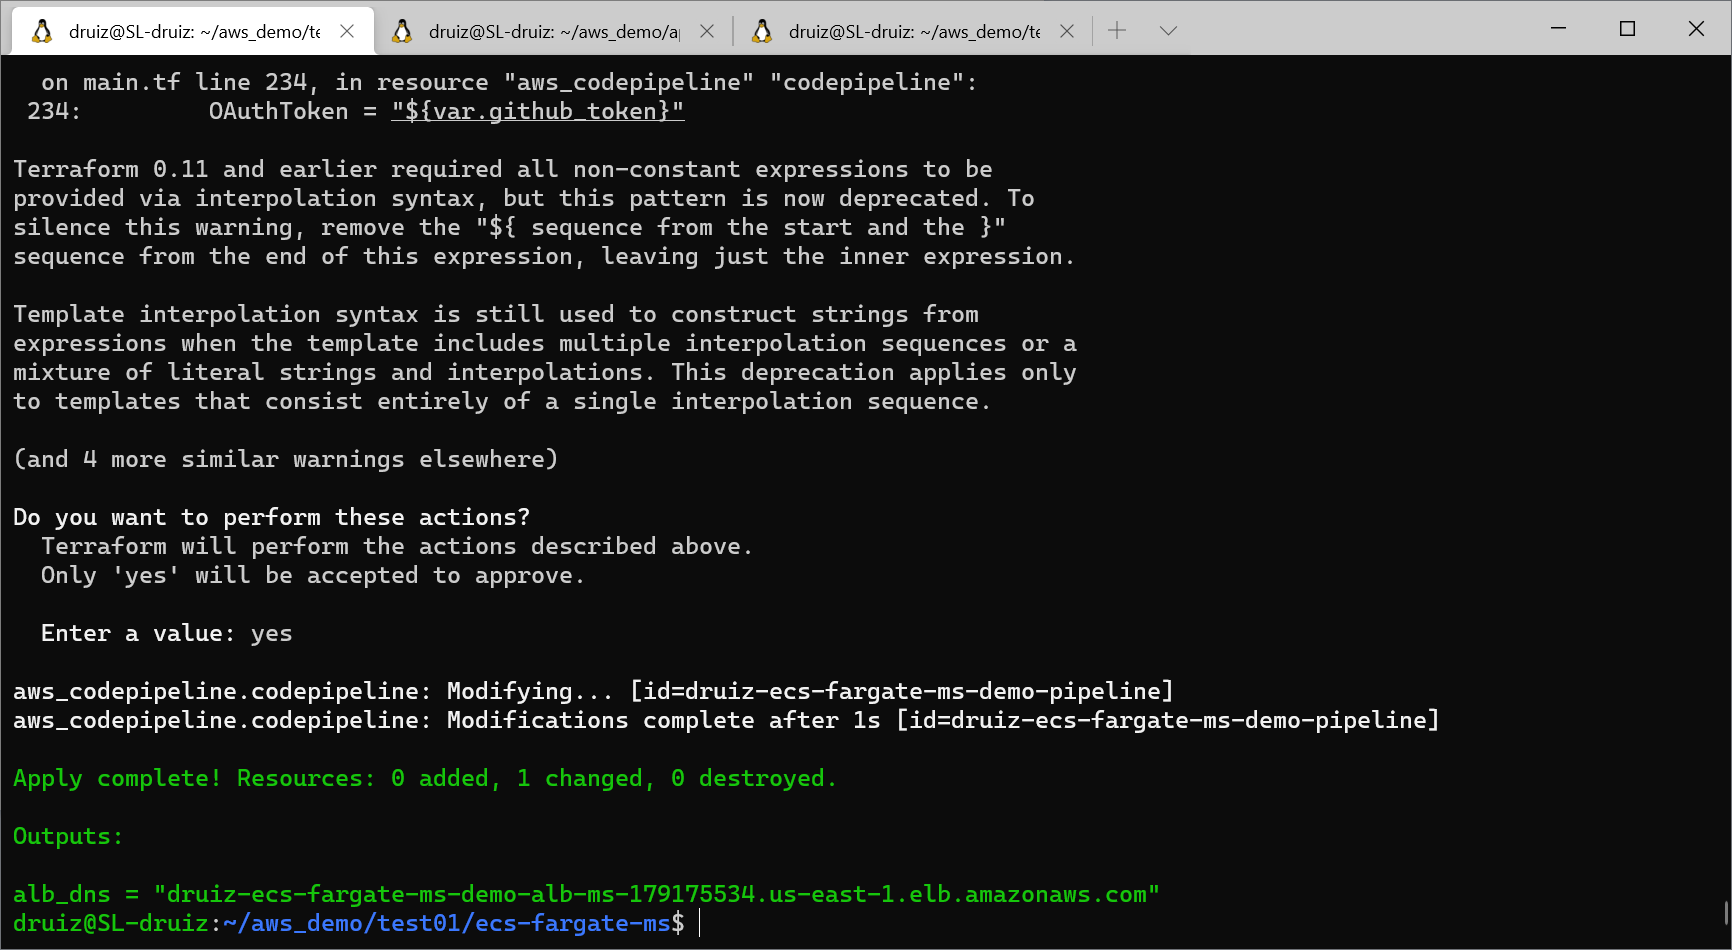 druiz@SL-druiz: ~/aws_demo/te
druiz@SL-druiz: ~/aws_demo/a
druiz@SL-druiz: ~/aws_demo/te
on main.tf line 234, in resource "aws_codepipeline" "codepipeline":
234: OAuthToken = "${var.github_token}"
Terraform 0.11 and earlier required all non-constant expressions to be
provided via interpolation syntax, but this pattern is now deprecated. To
silence this warning, remove the "${ sequence from the start and the }"
sequence from the end of this expression, leaving just the inner expression.
Template interpolation syntax is still used to construct strings from
expressions when the template includes multiple interpolation sequences or a
mixture of literal strings and interpolations. This deprecation applies only
to templates that consist entirely of a single interpolation sequence.
(and 4 more similar warnings elsewhere)
Do you want to perform these actions?
Terraform will perform the actions described above.
Only 'yes' will be accepted to approve.
Enter a value: yes
aws_codepipeline.codepipeline: Modifying... [id=druiz-ecs-fargate-ms-demo-pipeline]
aws_codepipeline.codepipeline: Modifications complete after 1s [id=druiz-ecs-fargate-ms-demo-pipeline]
Apply complete! Resources: 0 added, 1 changed, 0 destroyed.
Outputs:
alb_dns = "druiz-ecs-fargate-ms-demo-alb-ms-179175534.us-east-1.elb.amazonaws.com"
druiz@SL-druiz:~/aws_demo/test01/ecs-fargate-ms$